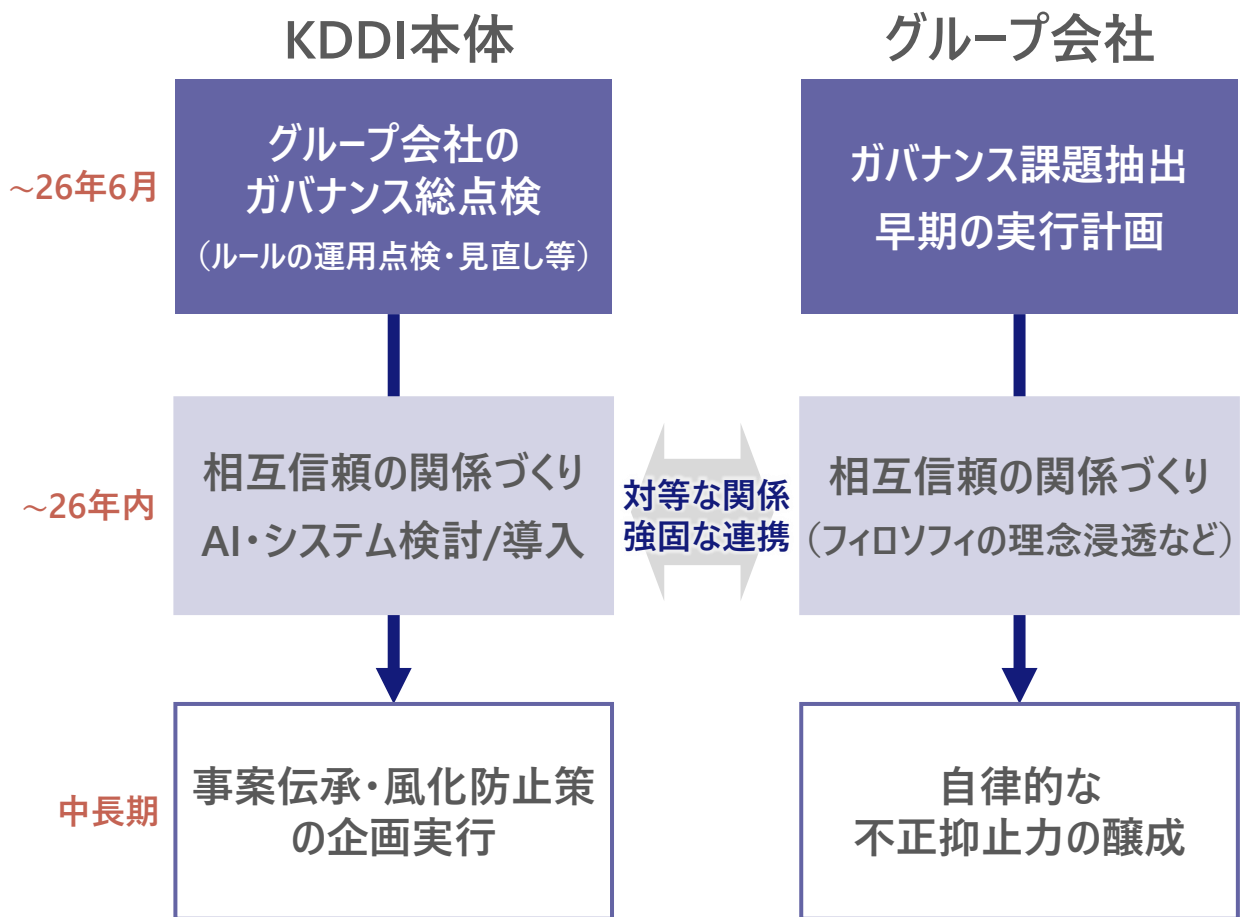 KDDI本体
グループ会社
~26年6月
グループ会社の
ガバナンス総点検
（ルールの運用点検・見直し等）
ガバナンス課題抽出
早期の実行計画
~26年内
相互信頼の関係づくり
AI・システム検討/導入
対等な関係
強固な連携
相互信頼の関係づくり
（フィロソフィの理念浸透など）
中長期
事案伝承・風化防止策
の企画実行
自律的な
不正抑止力の醸成